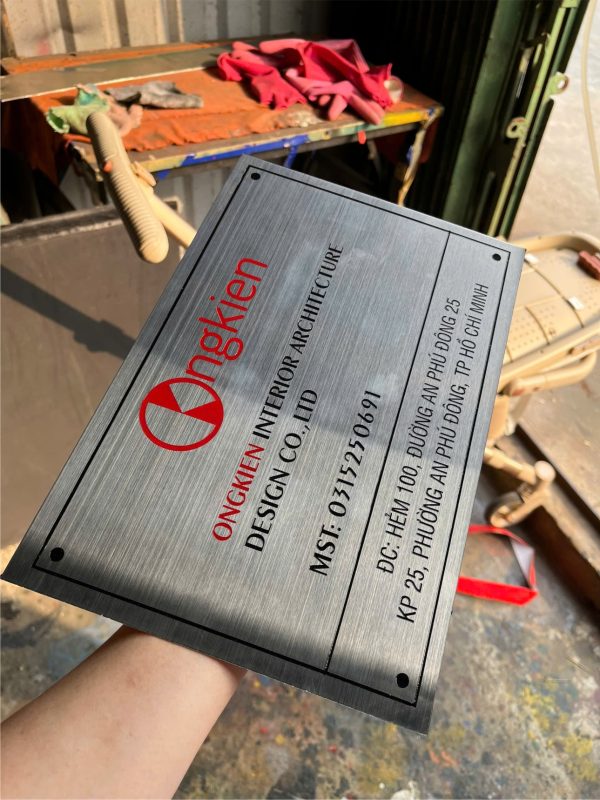 Ongkien
ONGKIEN INTERIOR ARCHITECTURE
DESIGN CO.,LTD
MST: 0315250691
ĐC: HẺM 100, ĐƯỜNG AN PHÚ ĐÔNG 25
KP 25, PHƯỜNG AN PHÚ ĐÔNG, TP HỒ CHÍ MINH